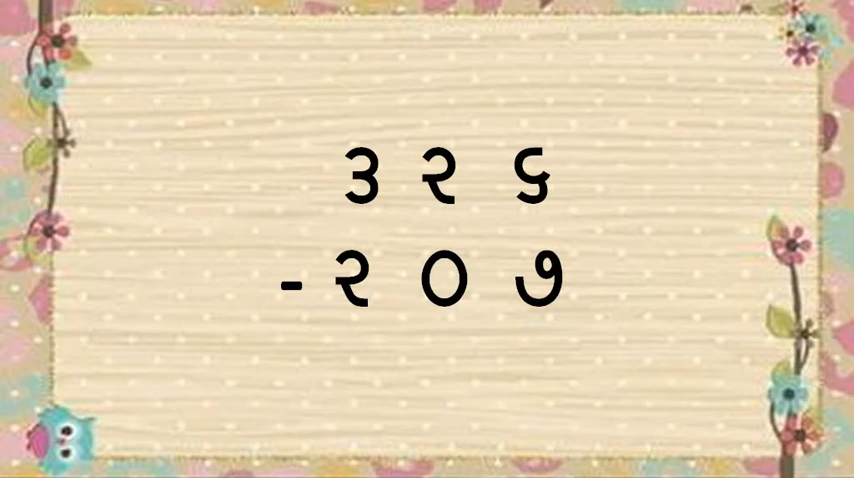 ૩ ૨ ૬
- ૨ ૦ ૭